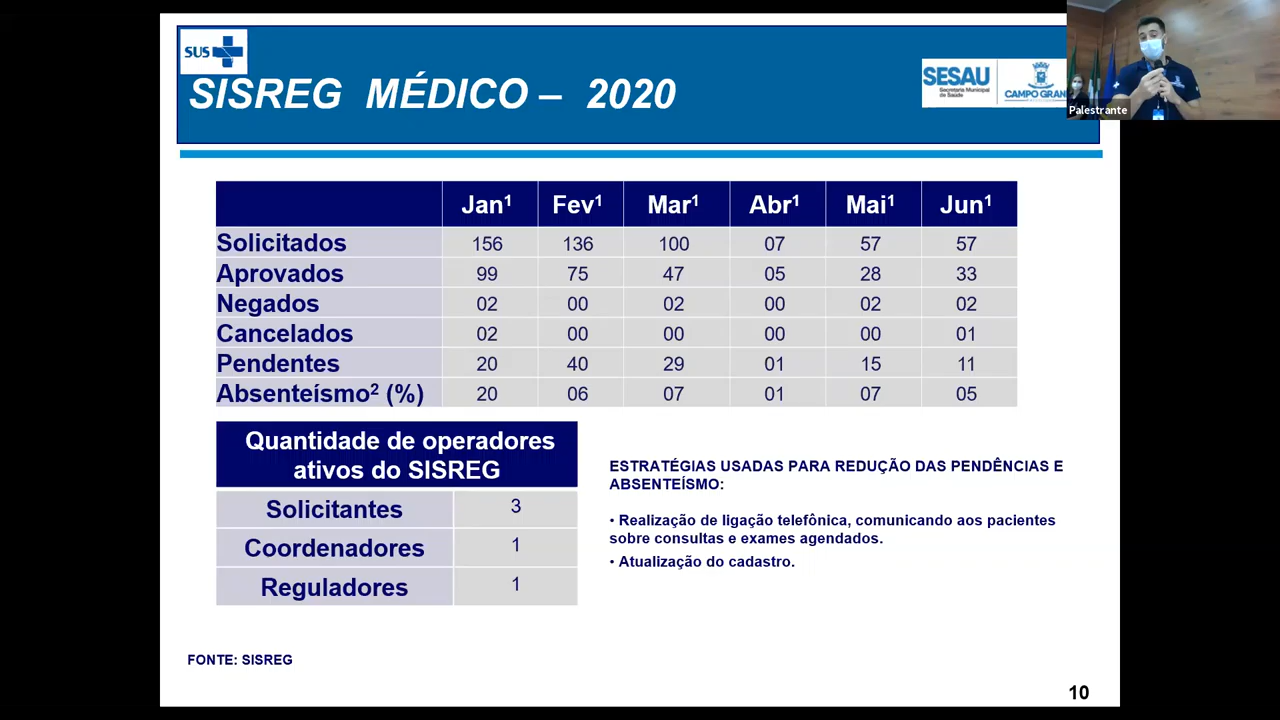 SUS
SISREG MÉDICO – 2020
SESAU
Secretaria Municipal
de Saúde
CAMPO GRAN
Palestrante
Jan¹ Fev¹ Mar¹ Abr¹ Mai¹ Jun¹
Solicitados 156 136 100 07 57 57
Aprovados 99 75 47 05 28 33
Negados 02 00 02 00 02 02
Cancelados 02 00 00 00 00 01
Pendentes 20 40 29 01 15 11
Absenteísmo² (%) 20 06 07 01 07 05
Quantidade de operadores
ativos do SISREG
Solicitantes 3
Coordenadores 1
Reguladores 1
ESTRATÉGIAS USADAS PARA REDUÇÃO DAS PENDÊNCIAS E
ABSENTEÍSMO:
• Realização de ligação telefônica, comunicando aos pacientes
sobre consultas e exames agendados.
• Atualização do cadastro.
FONTE: SISREG
10